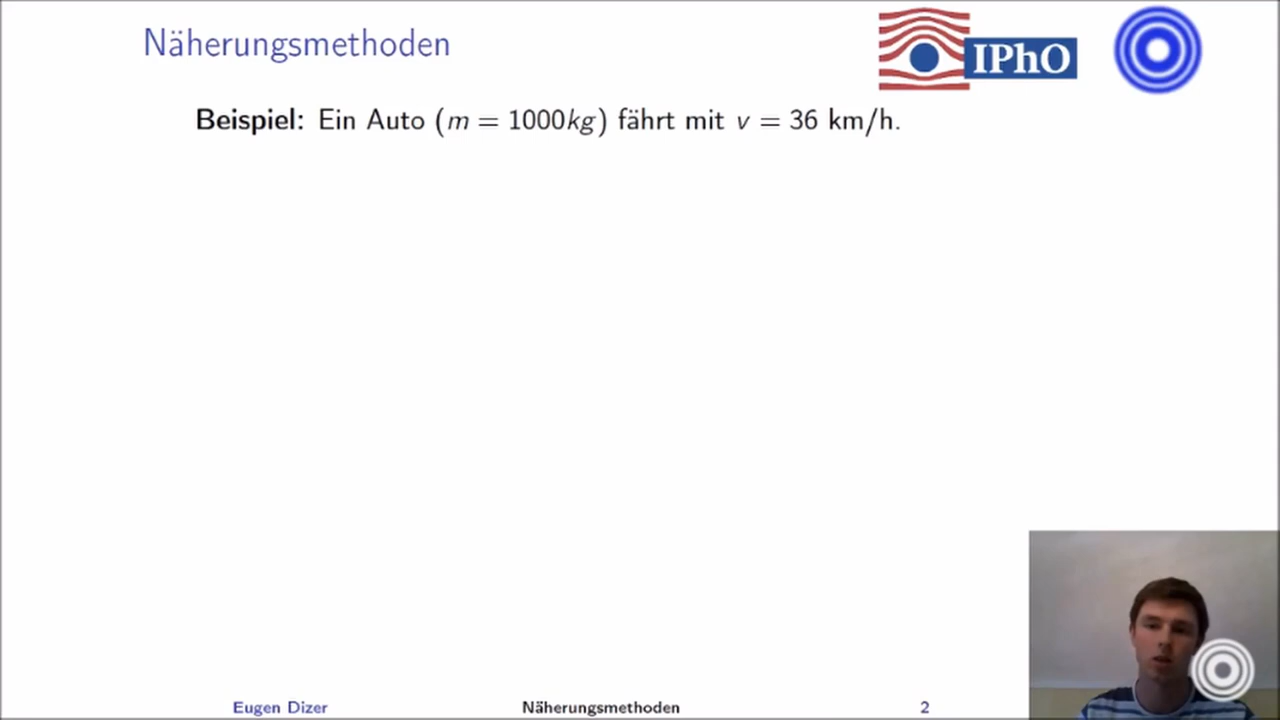 Näherungsmethoden
IPhO
Beispiel: Ein Auto (m = 1000kg) fährt mit v = 36 km/h.
Eugen Dizer Näherungsmethoden 2